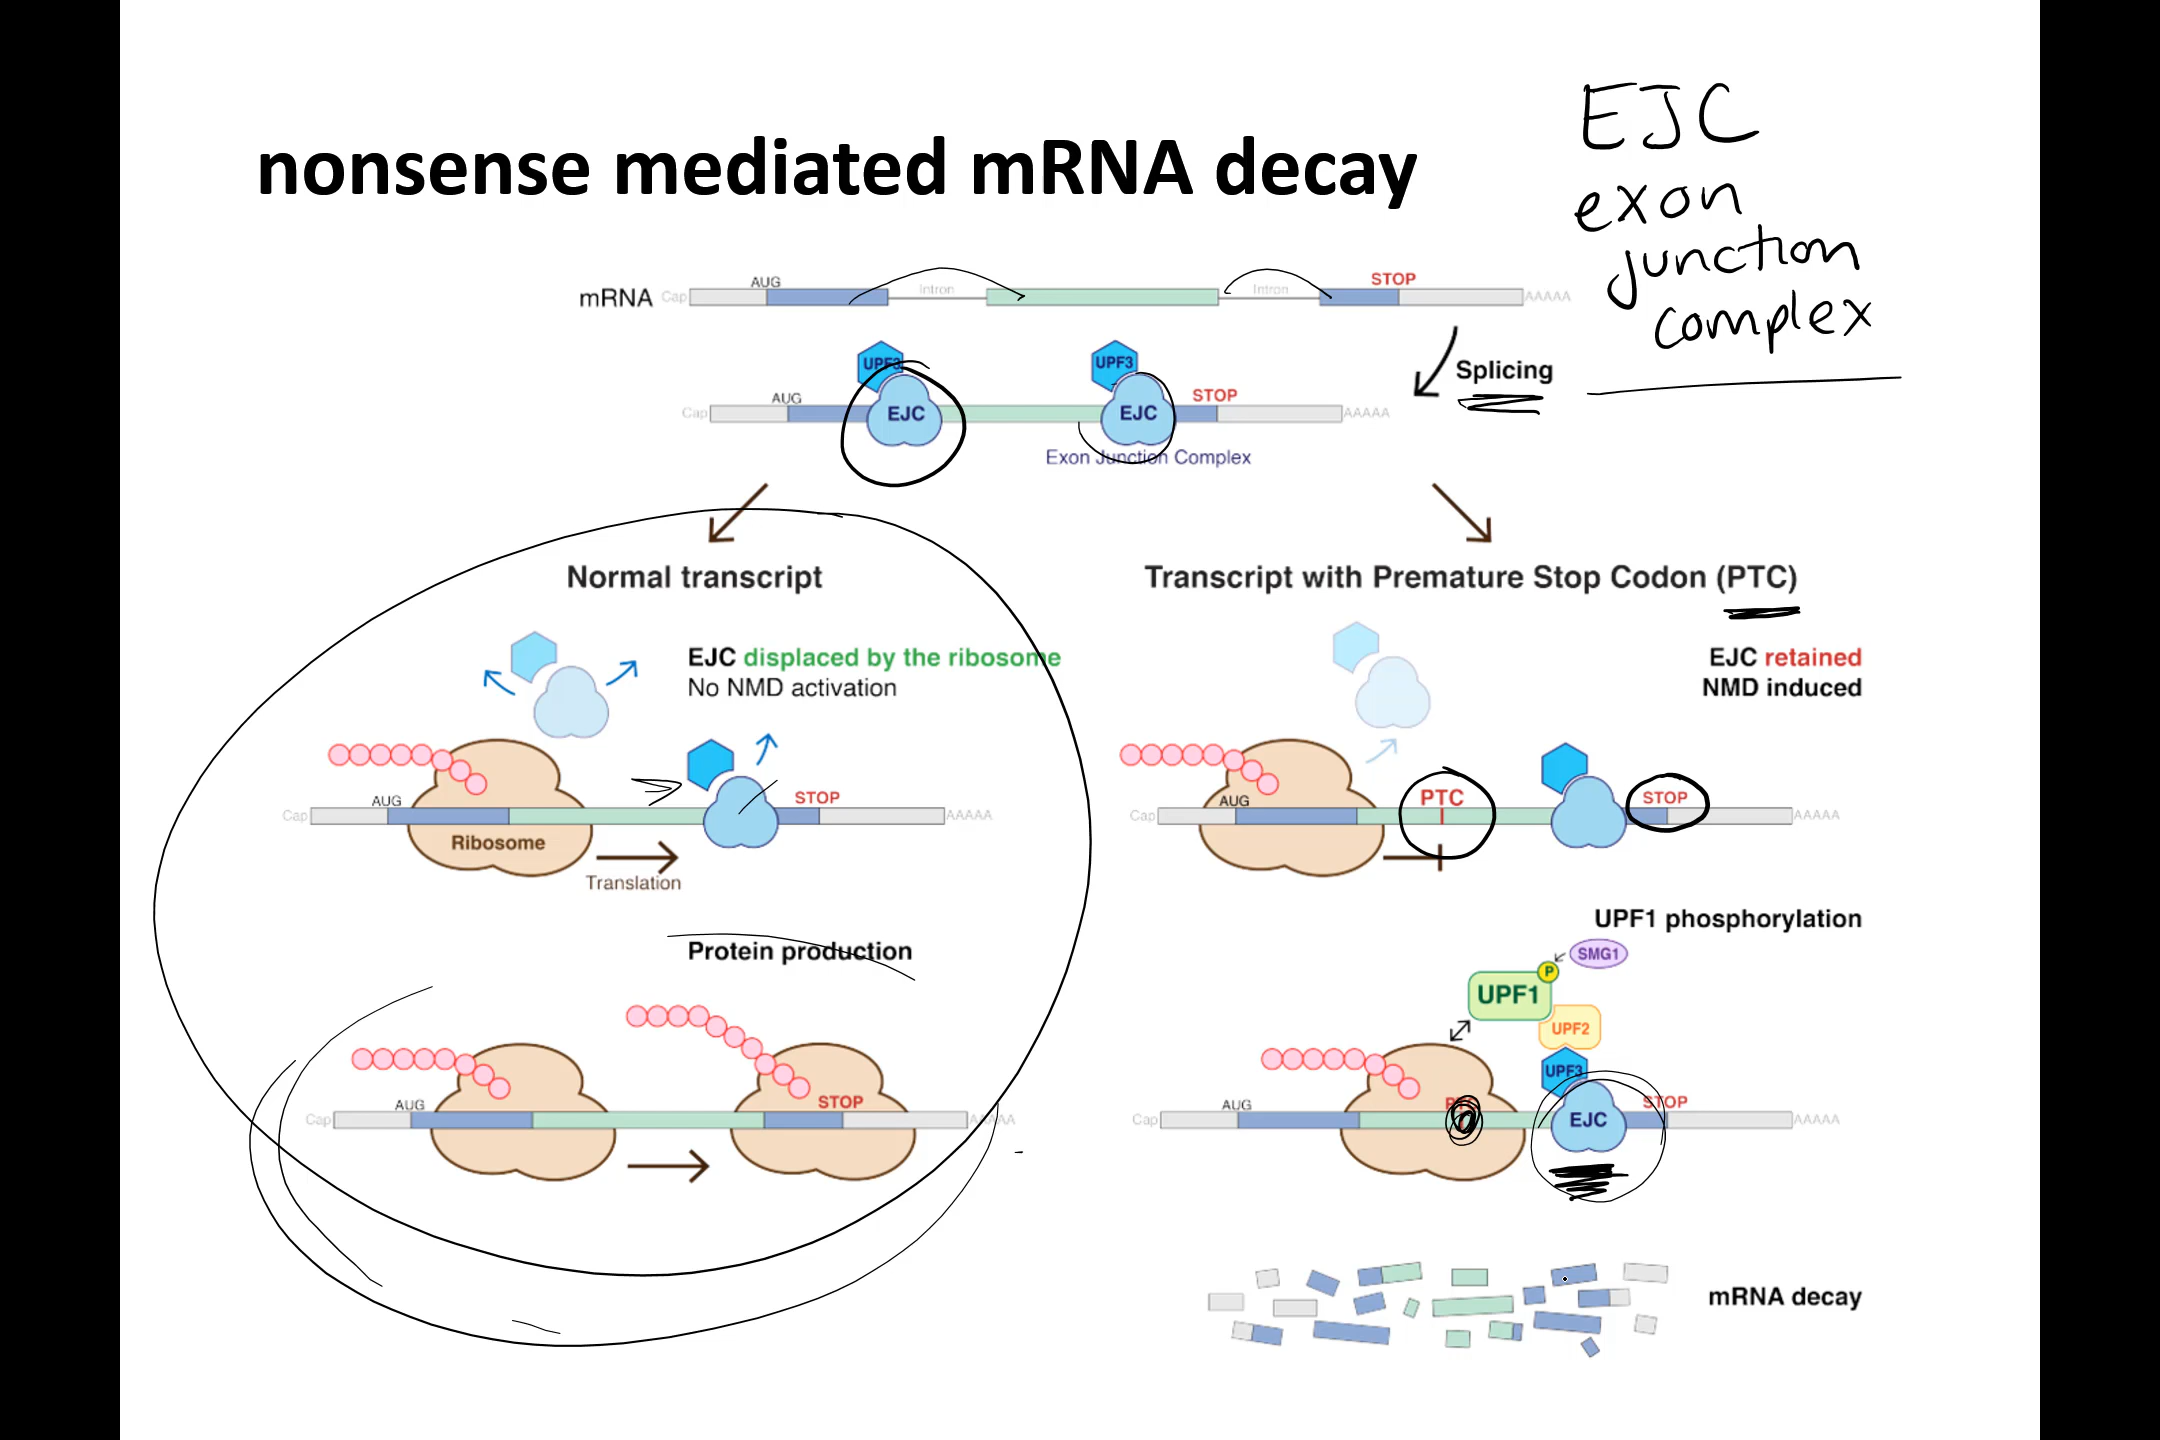 nonsense mediated mRNA decay
EJC
exon
junction
complex
AUG
STOP
mRNA Cap Intron Intron AAAAA
UPF3 UPF3
Splicing
AUG STOP
Cap EJC EJC AAAAA
Exon Junction Complex
Normal transcript
EJC displaced by the ribosome
No NMD activation
AUG STOP
Cap AAAAA
Ribosome
Translation
Protein production
STOP
AUG
Cap AAAAA
Transcript with Premature Stop Codon (PTC)
EJC retained
NMD induced
AUG PTC STOP
Cap AAAAA
UPF1 phosphorylation
SMG1
P
UPF1
UPF2
UPF3
AUG STOP
Cap EJC AAAAA
mRNA decay